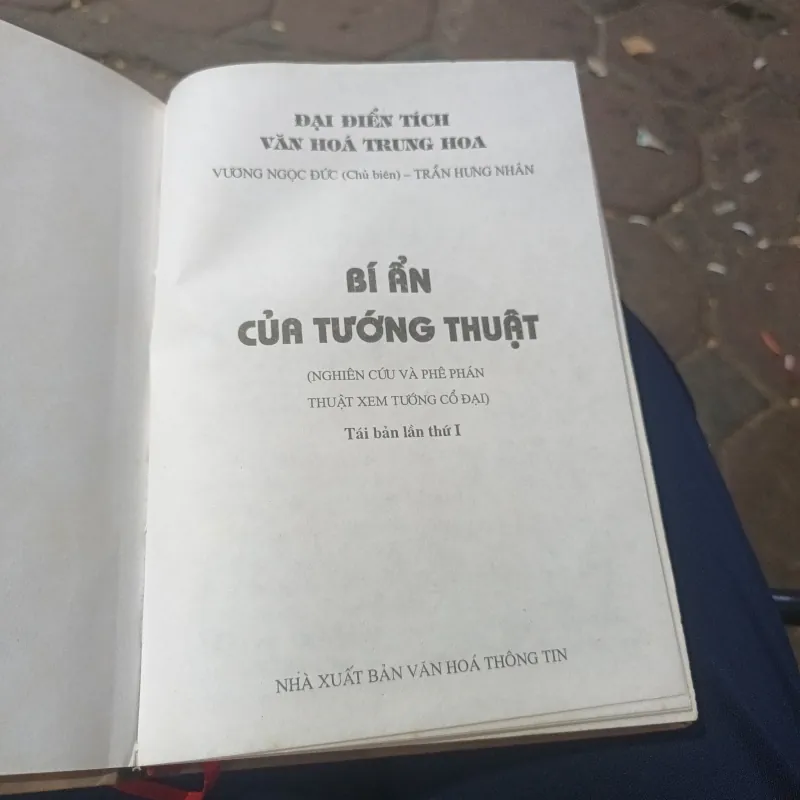 ĐẠI ĐIỂN TÍCH
VĂN HOÁ TRUNG HOA
VƯƠNG NGỌC ĐỨC (Chủ biên) – TRẦN HƯNG NHÂN
BÍ ẨN
CỦA TƯỚNG THUẬT
(NGHIÊN CỨU VÀ PHÊ PHÁN
THUẬT XEM TƯỚNG CỔ ĐẠI)
Tái bản lần thứ I
NHÀ XUẤT BẢN VĂN HOÁ THÔNG TIN